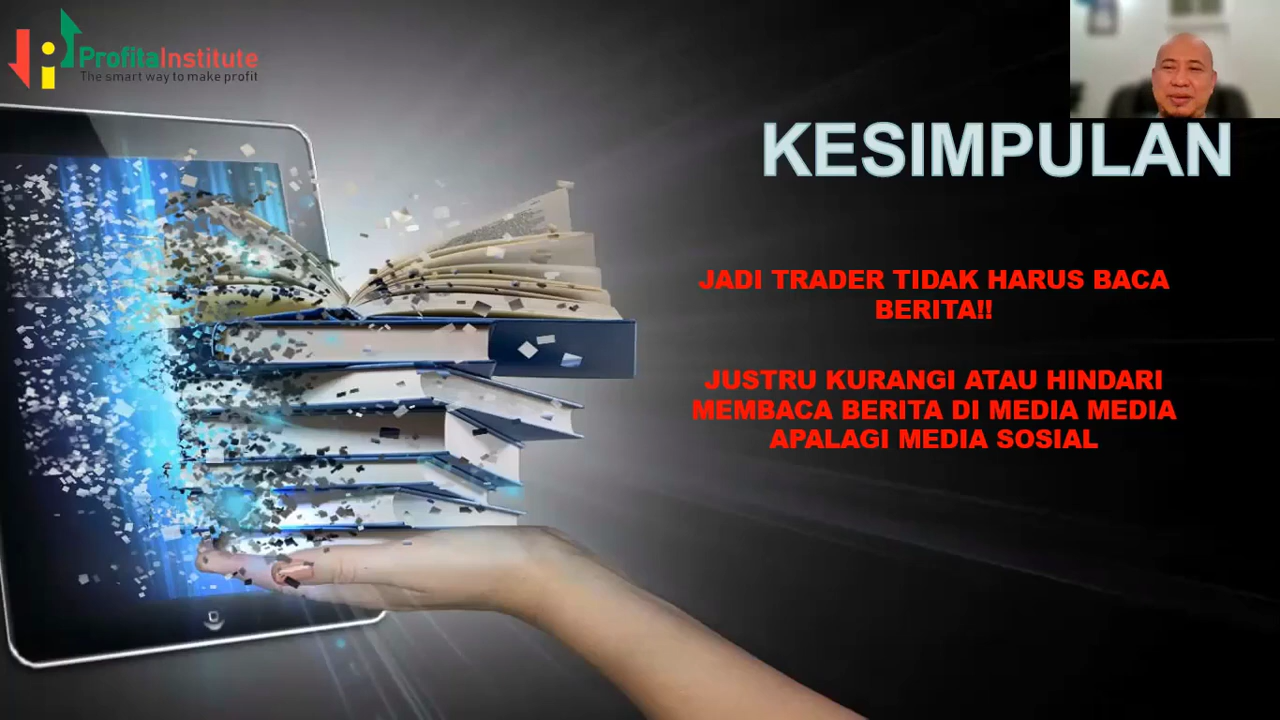 ProfitaInstitute
The smart way to make profit
KESIMPULAN
JADI TRADER TIDAK HARUS BACA
BERITA!!
JUSTRU KURANGI ATAU HINDARI
MEMBACA BERITA DI MEDIA MEDIA
APALAGI MEDIA SOSIAL